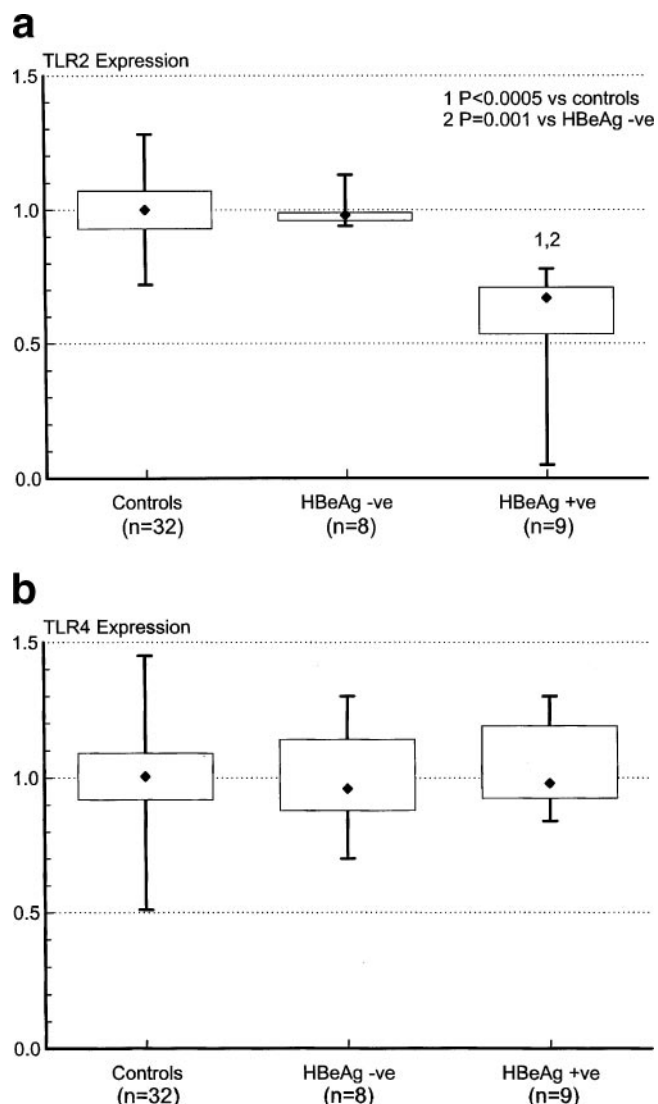 a
TLR2 Expression
1.5
1 P<0.0005 vs controls
2 P=0.001 vs HBeAg -ve
1.0
1,2
0.5
0.0
Controls
(n=32)
HBeAg -ve
(n=8)
HBeAg +ve
(n=9)
b
TLR4 Expression
1.5
1.0
0.5
0.0
Controls
(n=32)
HBeAg -ve
(n=8)
HBeAg +ve
(n=9)